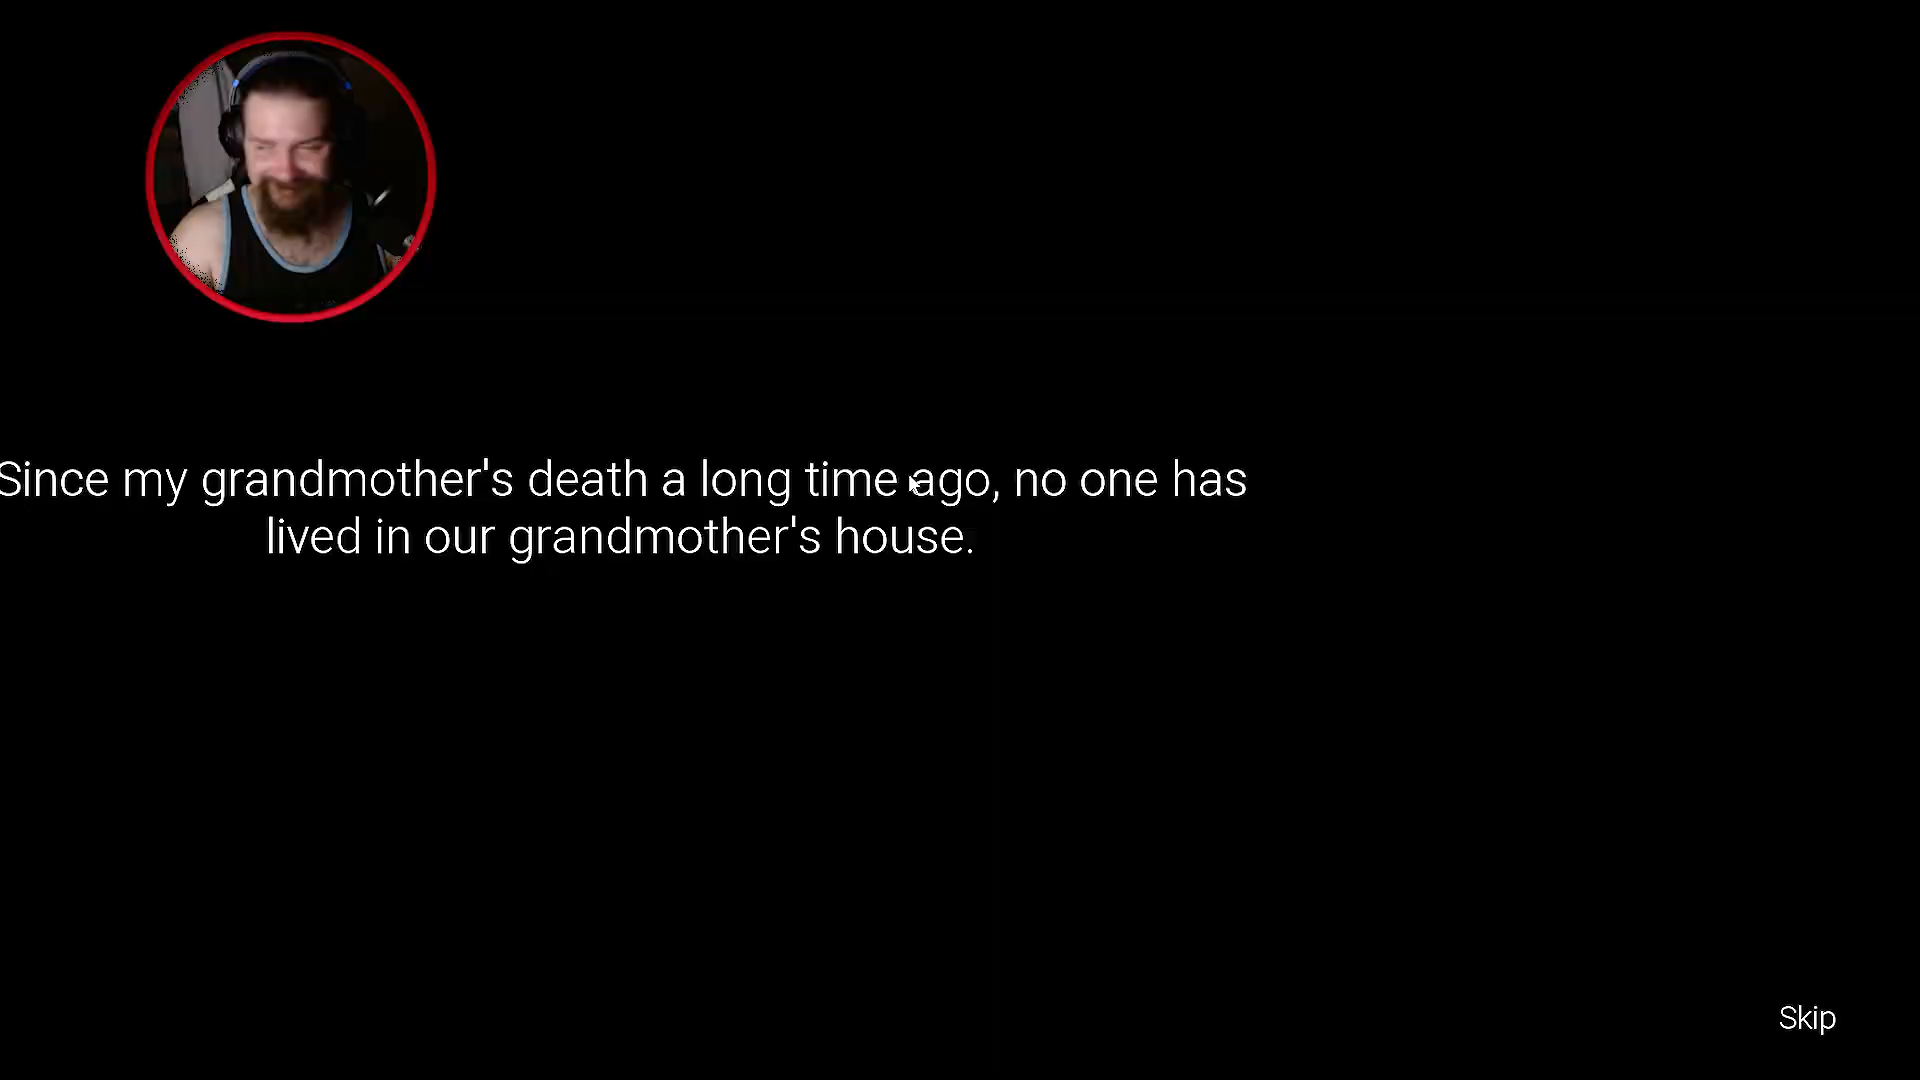 Since my grandmother's death a long time ago, no one has
lived in our grandmother's house.
Skip